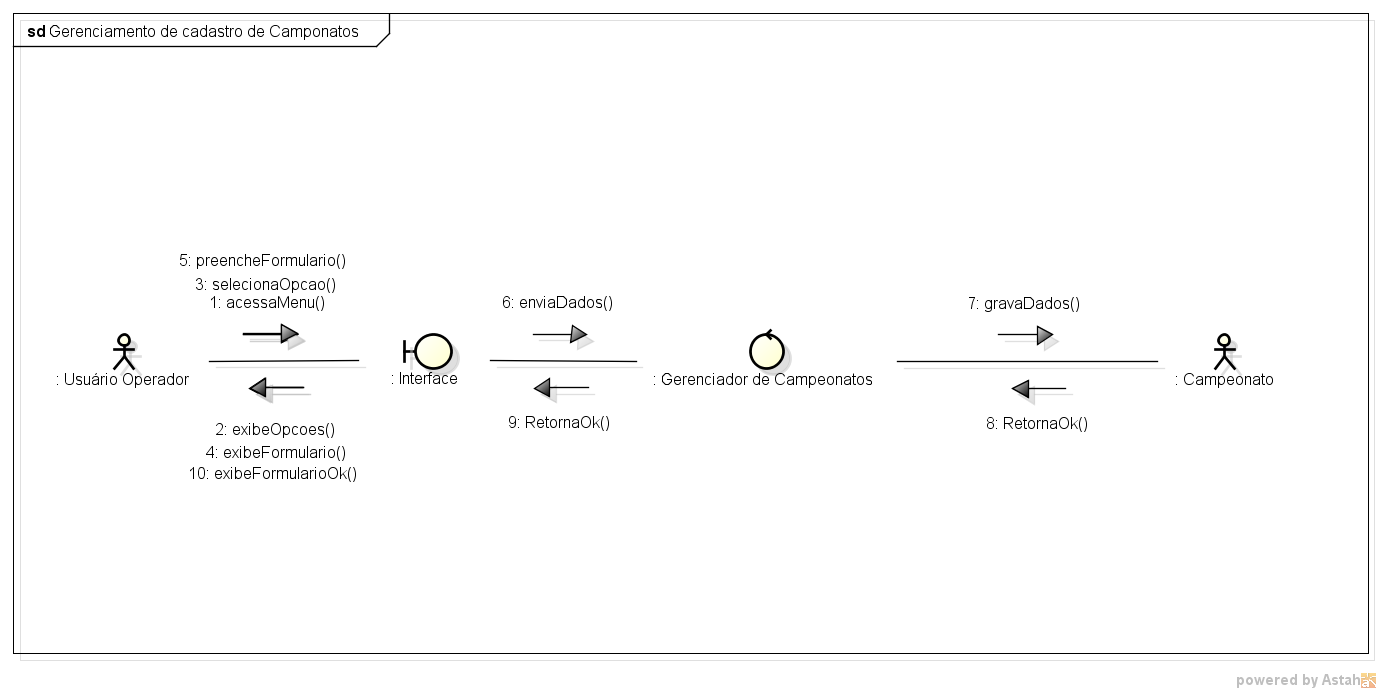 sd Gerenciamento de cadastro de Camponatos
5: preencheFormulario()
3: selecionaOpcao()
1: acessaMenu()
6: enviaDados()
7: gravaDados()
: Usuário Operador
: Interface
: Gerenciador de Campeonatos
: Campeonato
2: exibeOpcoes()
4: exibeFormulario()
10: exibeFormularioOk()
9: RetornaOk()
8: RetornaOk()
powered by Astah